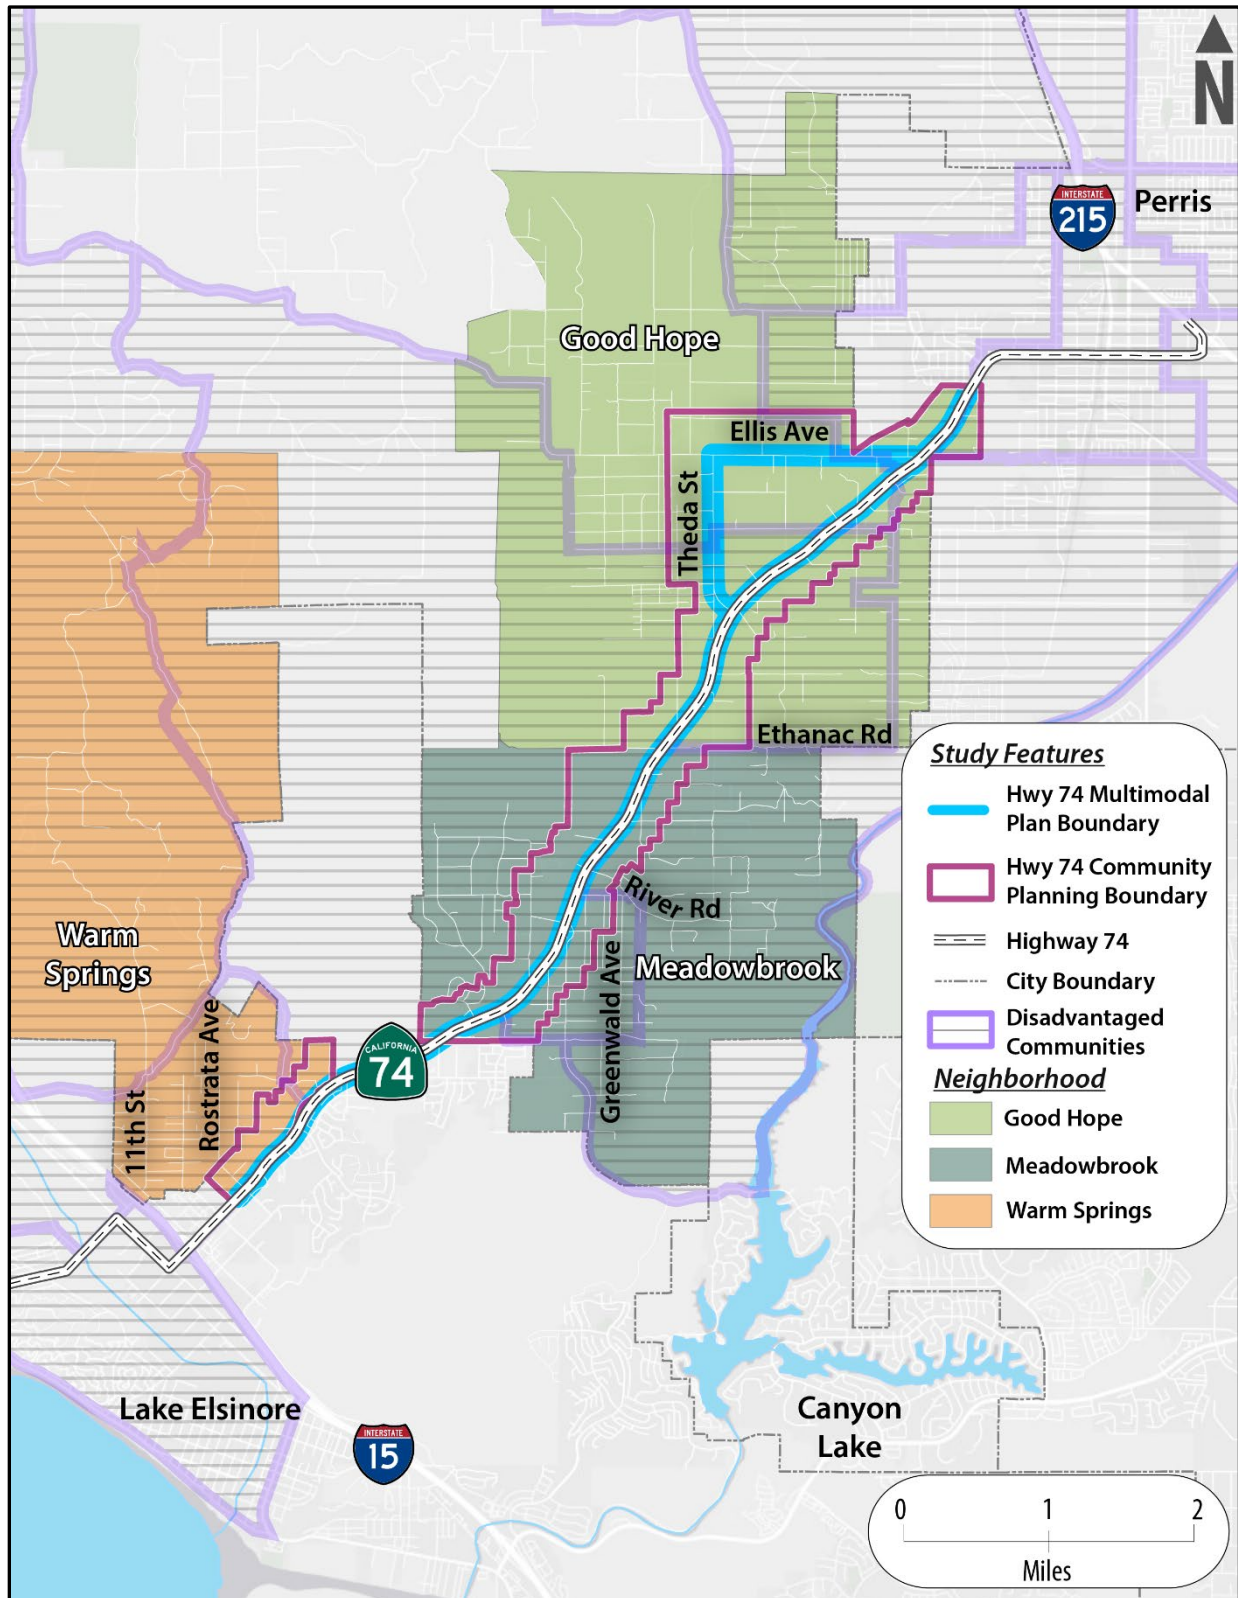 N
INTERSTATE
215
Perris
Good Hope
Ellis Ave
Theda St
Ethanac Rd
Warm
Springs
River Rd
Meadowbrook
Greenwald Ave
Rostrata Ave
11th St
CALIFORNIA
74
Lake Elsinore
INTERSTATE
15
Canyon
Lake
Study Features
Hwy 74 Multimodal
Plan Boundary
Hwy 74 Community
Planning Boundary
Highway 74
City Boundary
Disadvantaged
Communities
Neighborhood
Good Hope
Meadowbrook
Warm Springs
0 1 2
Miles